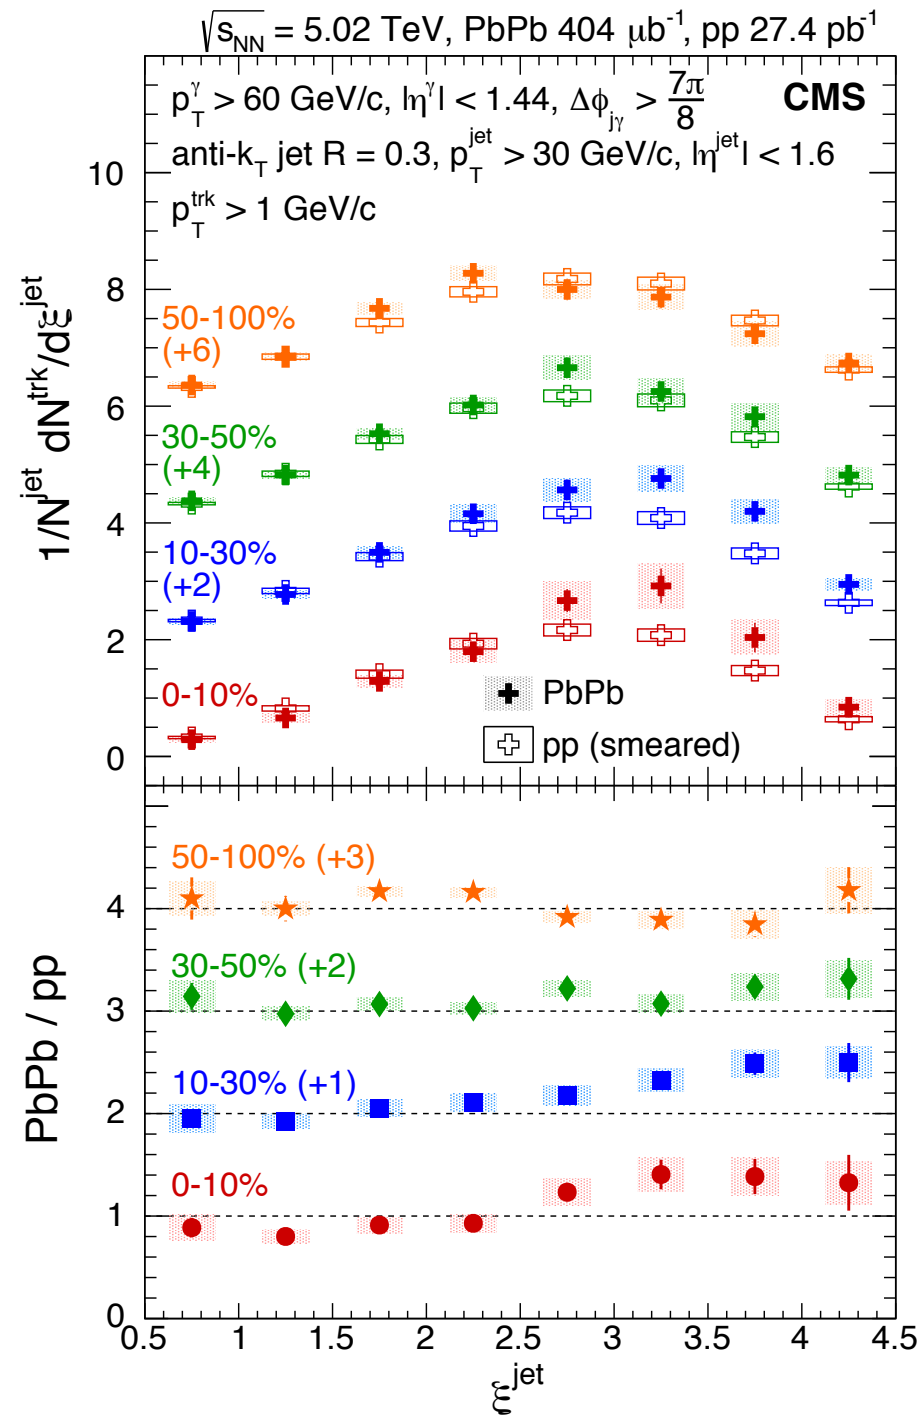 √s_NN = 5.02 TeV, PbPb 404 μb⁻¹, pp 27.4 pb⁻¹
p_T^γ > 60 GeV/c, |η^γ| < 1.44, Δϕ_jγ > 7π/8
CMS
anti-k_T jet R = 0.3, p_T^jet > 30 GeV/c, |η^jet| < 1.6
p_T^trk > 1 GeV/c
1/N^jet dN^trk/dξ^jet
10
8
6
4
2
0
50-100%
(+6)
30-50%
(+4)
10-30%
(+2)
0-10%
PbPb
pp (smeared)
PbPb / pp
4
3
2
1
0
50-100% (+3)
30-50% (+2)
10-30% (+1)
0-10%
0.5 1 1.5 2 2.5 3 3.5 4 4.5
ξ^jet